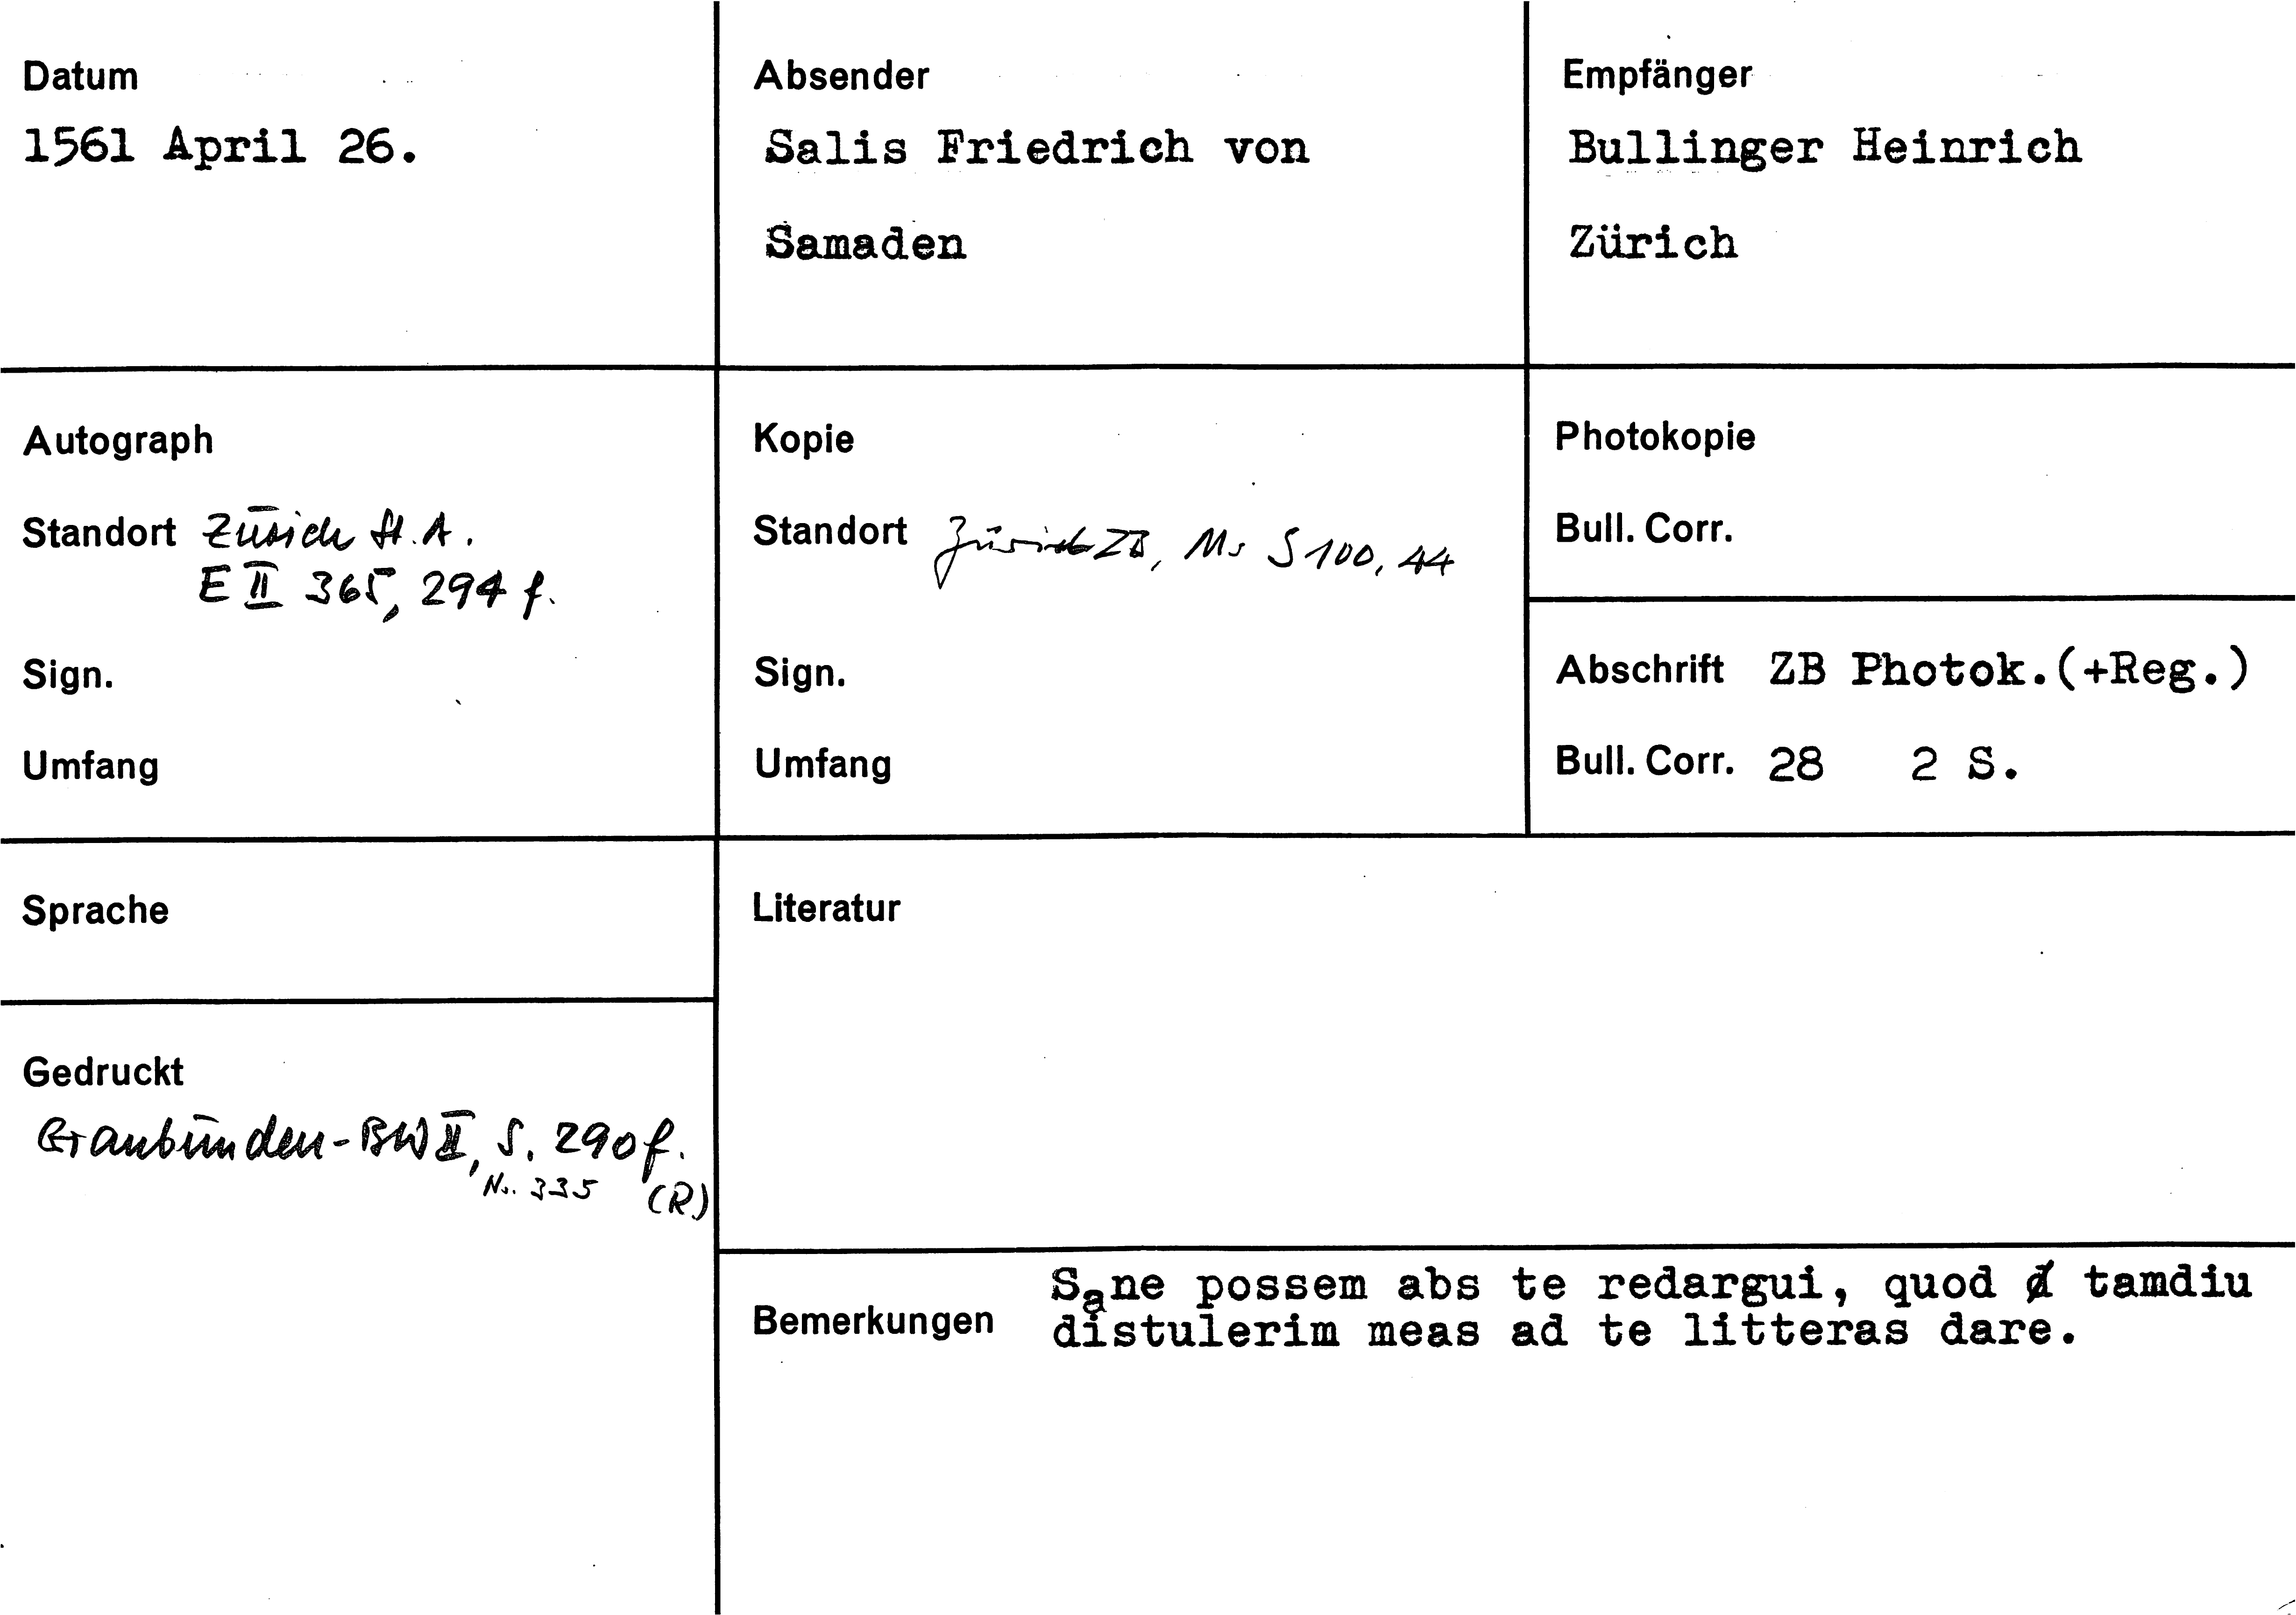 Datum
1561 April 26.
Absender
Salis Friedrich von
Samaden
Empfänger
Bullinger Heinrich
Zürich
Autograph
Standort Zürich St. A.
E II 365, 294 f.
Sign.
Umfang
Kopie
Standort Zürich ZB, Ms S 100, 44
Sign.
Umfang
Photokopie
Bull. Corr.
Abschrift ZB Photok.(+Reg.)
Bull. Corr. 28 2 S.
Sprache
Literatur
Gedruckt
Graubünden-BW II, S. 290f.
Nr. 335 (R)
Bemerkungen
Sane possem abs te redargui, quod tamdiu
distulerim meas ad te litteras dare.